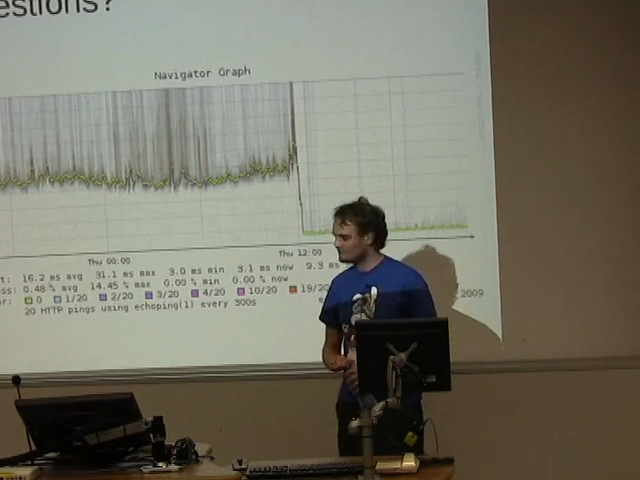 estions?
Navigator Graph
Thu 00:00 Thu 12:00
t: 16.2 ms avg 31.1 ms max 3.0 ms min 3.1 ms now 9.3 ms
ss: 0.48 % avg 14.45 % max 0.00 % min 0.00 % now
or: 0 1/20 2/20 3/20 4/20 10/20 19/20
20 HTTP pings using echoping(1) every 300s e 2009